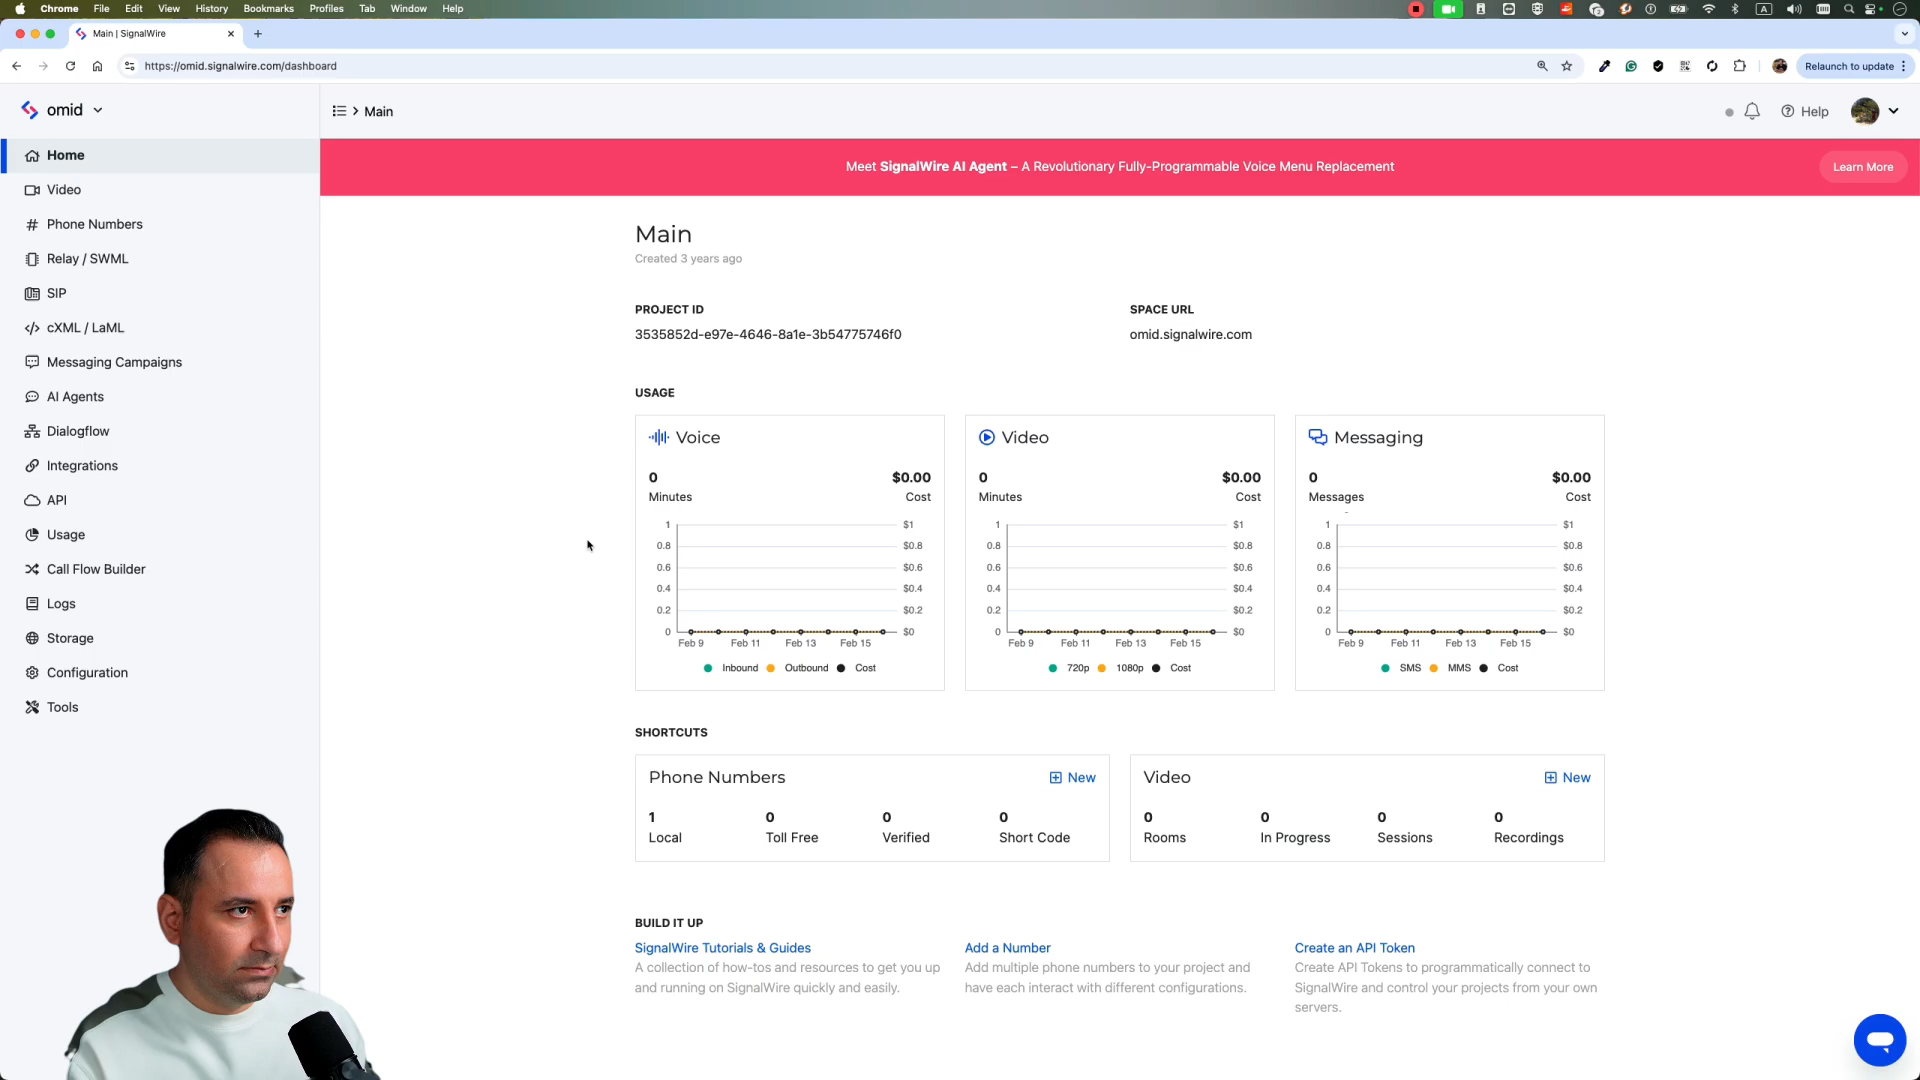 Chrome File Edit View History Bookmarks Profiles Tab Window Help
Main | SignalWire
https://omid.signalwire.com/dashboard
Relaunch to update
omid
Main
Help
Home
Video
Phone Numbers
Relay / SWML
SIP
cXML / LaML
Messaging Campaigns
AI Agents
Dialogflow
Integrations
API
Usage
Call Flow Builder
Logs
Storage
Configuration
Tools
Meet SignalWire AI Agent – A Revolutionary Fully-Programmable Voice Menu Replacement
Learn More
Main
Created 3 years ago
PROJECT ID
3535852d-e97e-4646-8a1e-3b54775746f0
SPACE URL
omid.signalwire.com
USAGE
Voice
0 $0.00
Minutes Cost
1 $1
0.8 $0.8
0.6 $0.6
0.4 $0.4
0.2 $0.2
0 $0
Feb 9 Feb 11 Feb 13 Feb 15
Inbound Outbound Cost
Video
0 $0.00
Minutes Cost
1 $1
0.8 $0.8
0.6 $0.6
0.4 $0.4
0.2 $0.2
0 $0
Feb 9 Feb 11 Feb 13 Feb 15
720p 1080p Cost
Messaging
0 $0.00
Messages Cost
1 $1
0.8 $0.8
0.6 $0.6
0.4 $0.4
0.2 $0.2
0 $0
Feb 9 Feb 11 Feb 13 Feb 15
SMS MMS Cost
SHORTCUTS
Phone Numbers New
1 0 0 0
Local Toll Free Verified Short Code
Video New
0 0 0 0
Rooms In Progress Sessions Recordings
BUILD IT UP
SignalWire Tutorials & Guides
A collection of how-tos and resources to get you up
and running on SignalWire quickly and easily.
Add a Number
Add multiple phone numbers to your project and
have each interact with different configurations.
Create an API Token
Create API Tokens to programmatically connect to
SignalWire and control your projects from your own
servers.